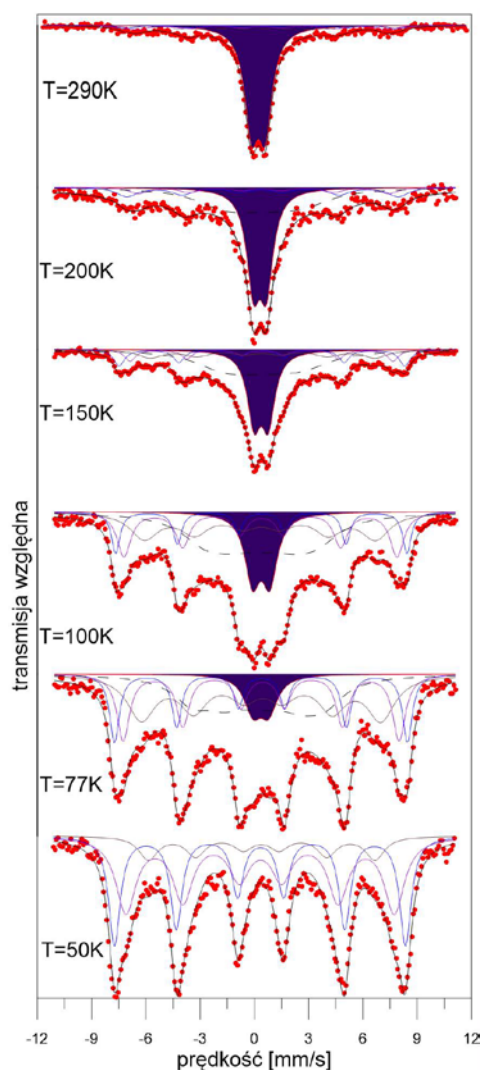 T=290K
T=200K
T=150K
T=100K
T=77K
T=50K
transmisja względna
-12 -9 -6 -3 0 3 6 9 12
prędkość [mm/s]